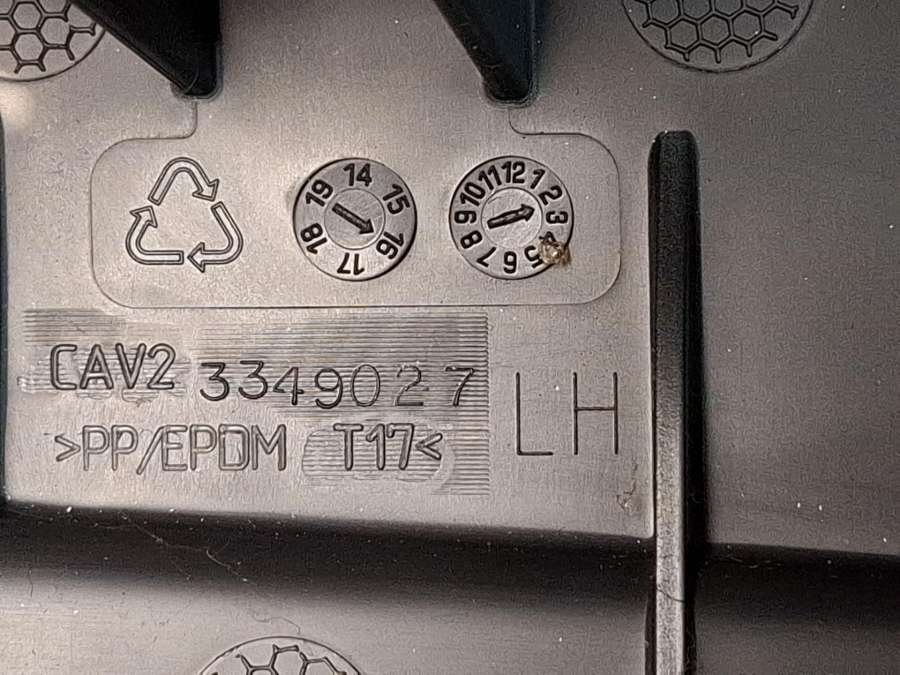 14 15 16 17 18 19
12 1 2 3 4 5 6 7 8 9 10 11
CAV2 3349027
>PP/EPDM T17<
LH